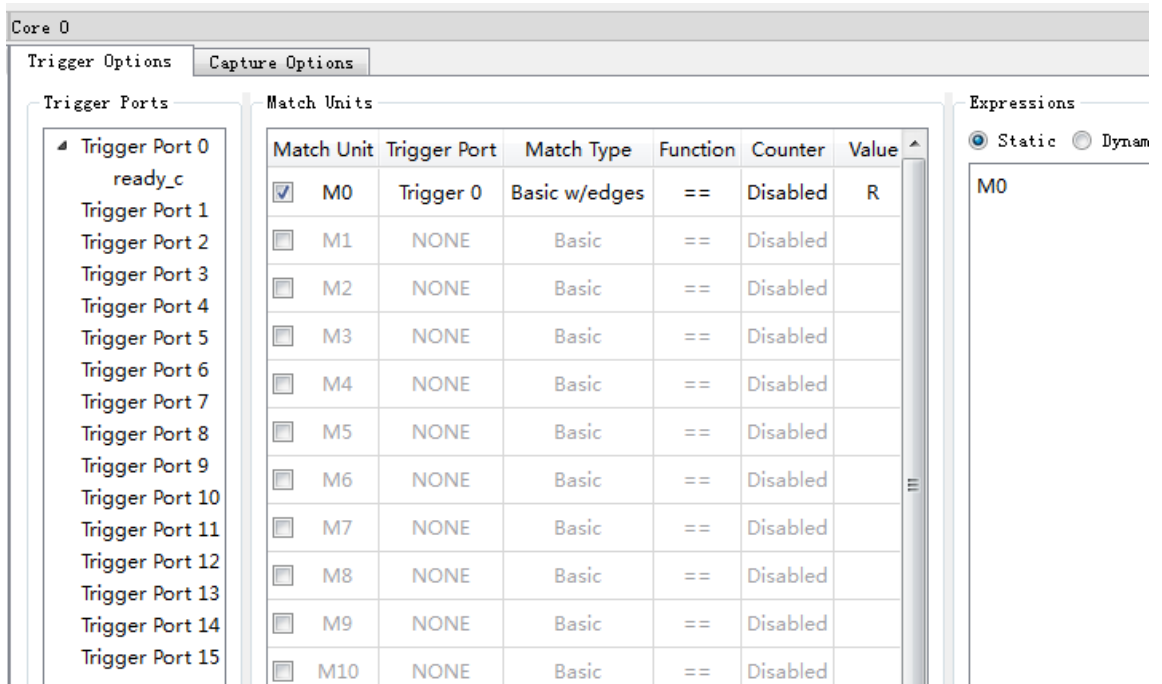 Core 0
Trigger Options Capture Options
Trigger Ports
Trigger Port 0
ready_c
Trigger Port 1
Trigger Port 2
Trigger Port 3
Trigger Port 4
Trigger Port 5
Trigger Port 6
Trigger Port 7
Trigger Port 8
Trigger Port 9
Trigger Port 10
Trigger Port 11
Trigger Port 12
Trigger Port 13
Trigger Port 14
Trigger Port 15
Match Units
Match Unit Trigger Port Match Type Function Counter Value
M0 Trigger 0 Basic w/edges == Disabled R
M1 NONE Basic == Disabled
M2 NONE Basic == Disabled
M3 NONE Basic == Disabled
M4 NONE Basic == Disabled
M5 NONE Basic == Disabled
M6 NONE Basic == Disabled
M7 NONE Basic == Disabled
M8 NONE Basic == Disabled
M9 NONE Basic == Disabled
M10 NONE Basic == Disabled
Expressions
Static Dynam
M0